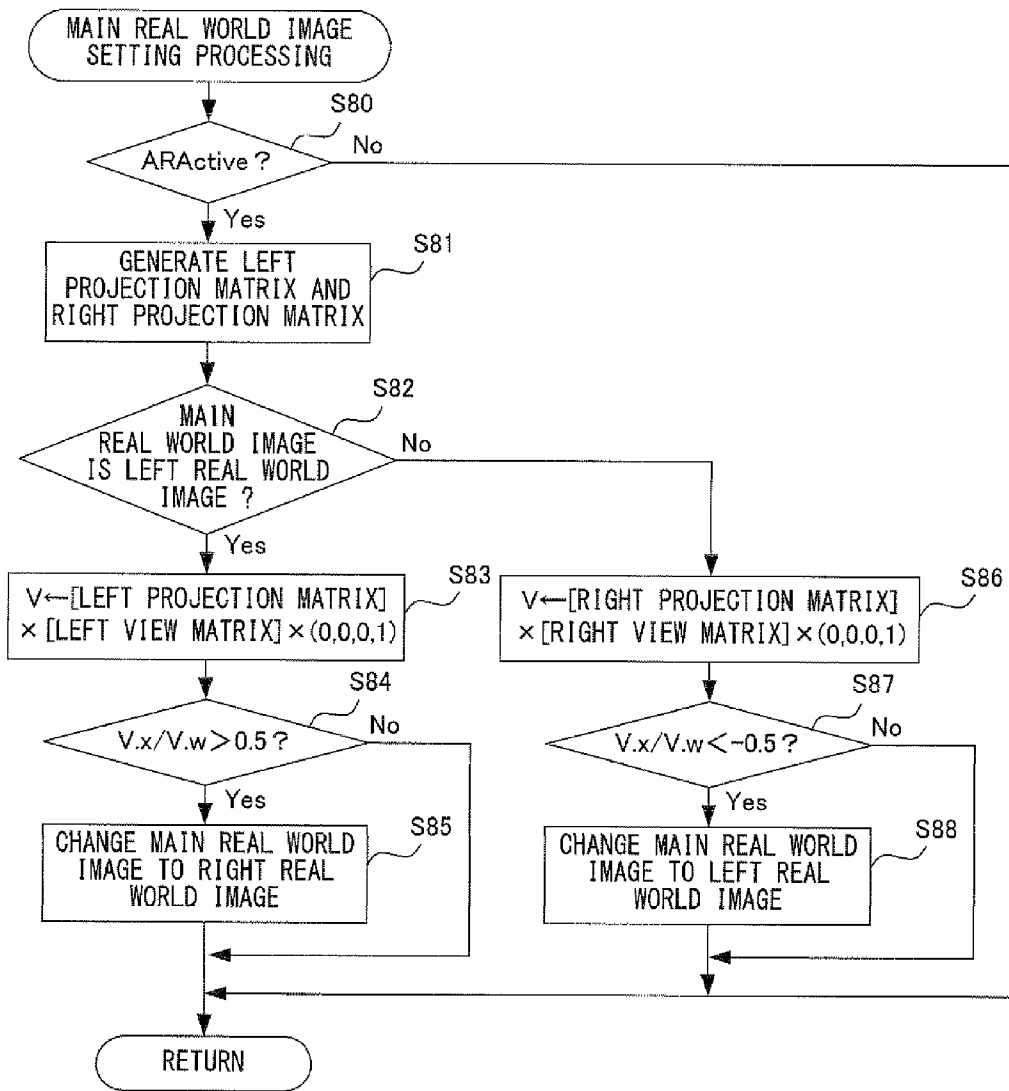 MAIN REAL WORLD IMAGE
SETTING PROCESSING
S80
ARActive?
No
Yes
S81
GENERATE LEFT
PROJECTION MATRIX AND
RIGHT PROJECTION MATRIX
S82
MAIN
REAL WORLD IMAGE
IS LEFT REAL WORLD
IMAGE ?
No
Yes
S83
V←[LEFT PROJECTION MATRIX]
×[LEFT VIEW MATRIX]×(0,0,0,1)
S86
V←[RIGHT PROJECTION MATRIX]
×[RIGHT VIEW MATRIX]×(0,0,0,1)
S84
V.x/V.w>0.5?
No
Yes
S87
V.x/V.w<-0.5?
No
Yes
S85
CHANGE MAIN REAL WORLD
IMAGE TO RIGHT REAL
WORLD IMAGE
S88
CHANGE MAIN REAL WORLD
IMAGE TO LEFT REAL
WORLD IMAGE
RETURN